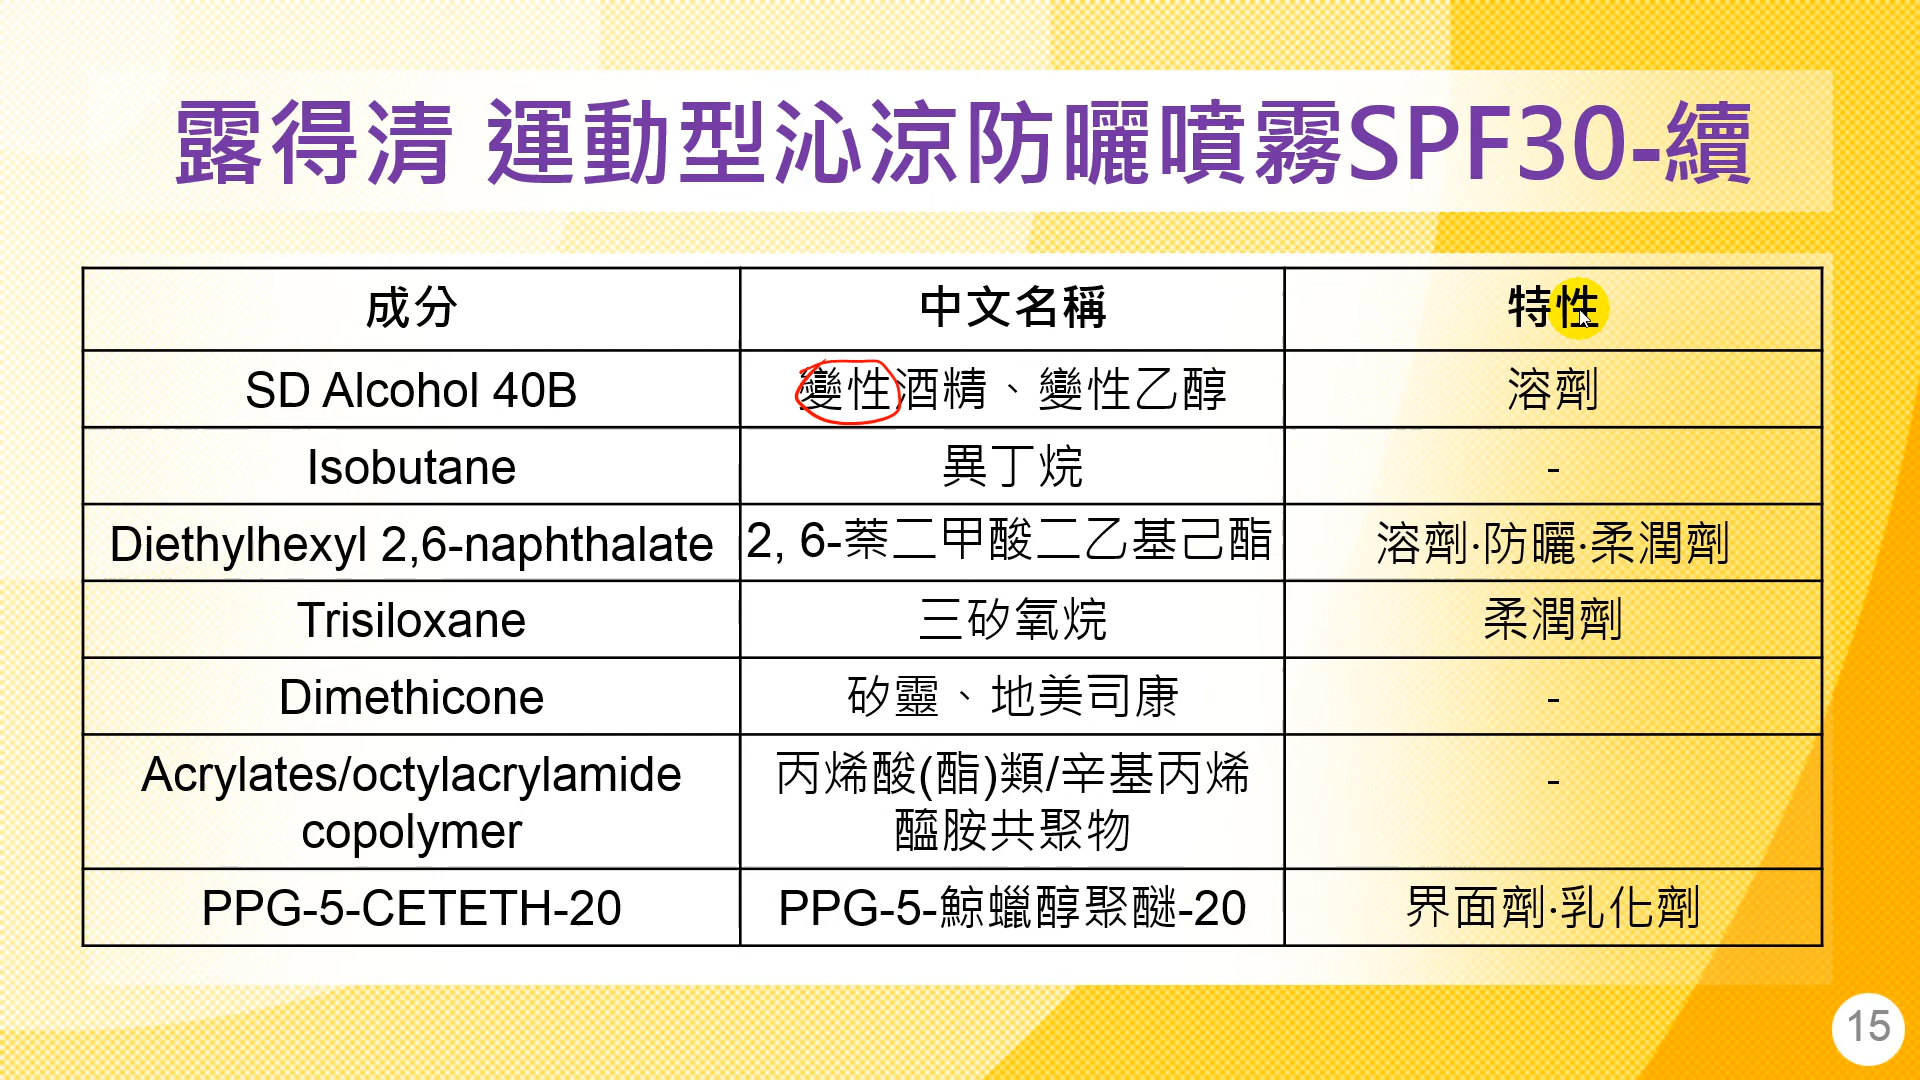 露得清 運動型沁涼防曬噴霧SPF30-續
成分 中文名稱 特性
SD Alcohol 40B 變性酒精、變性乙醇 溶劑
Isobutane 異丁烷 -
Diethylhexyl 2,6-naphthalate 2, 6-萘二甲酸二乙基己酯 溶劑·防曬·柔潤劑
Trisiloxane 三矽氧烷 柔潤劑
Dimethicone 矽靈、地美司康 -
Acrylates/octylacrylamide 丙烯酸(酯)類/辛基丙烯 -
copolymer 醯胺共聚物
PPG-5-CETETH-20 PPG-5-鯨蠟醇聚醚-20 界面劑·乳化劑
15